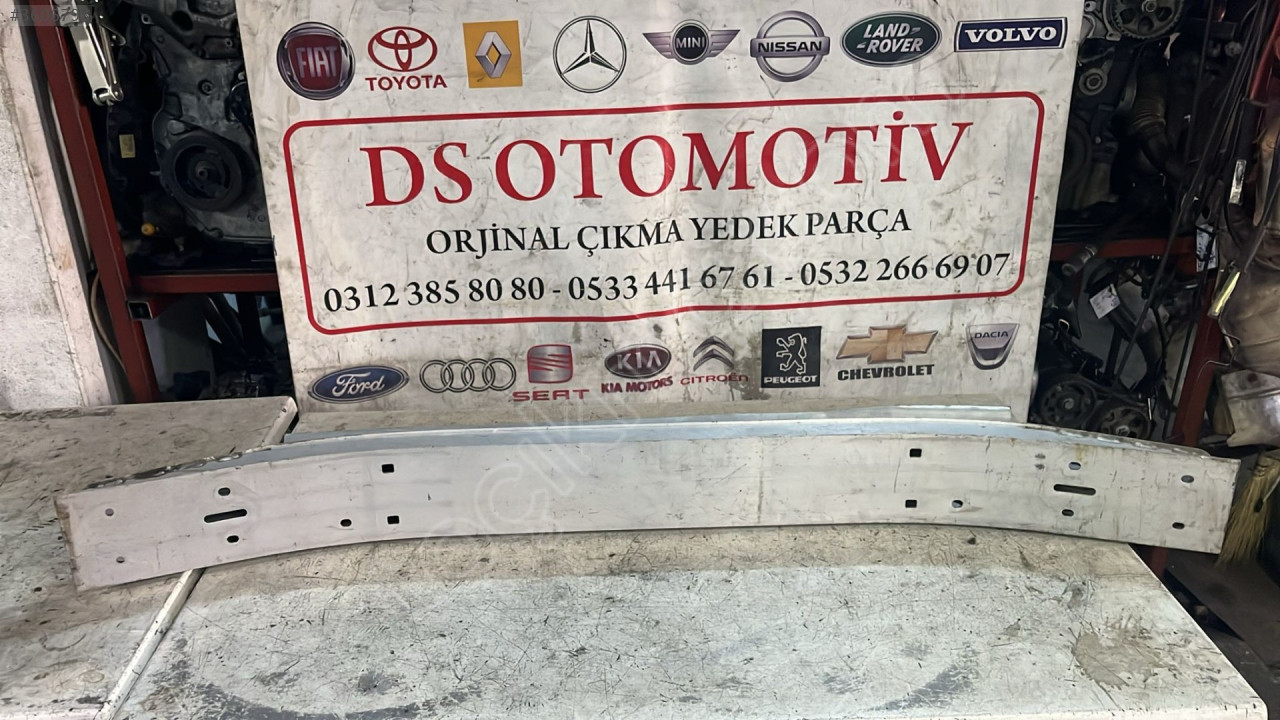 FIAT
TOYOTA
MINI
NISSAN
LAND
ROVER
VOLVO
DS OTOMOTİV
ORJİNAL ÇIKMA YEDEK PARÇA
0312 385 80 80 - 0533 441 67 61 - 0532 266 69 07
Ford
SEAT
KIA
KIA MOTORS
CITROËN
PEUGEOT
CHEVROLET
DACIA